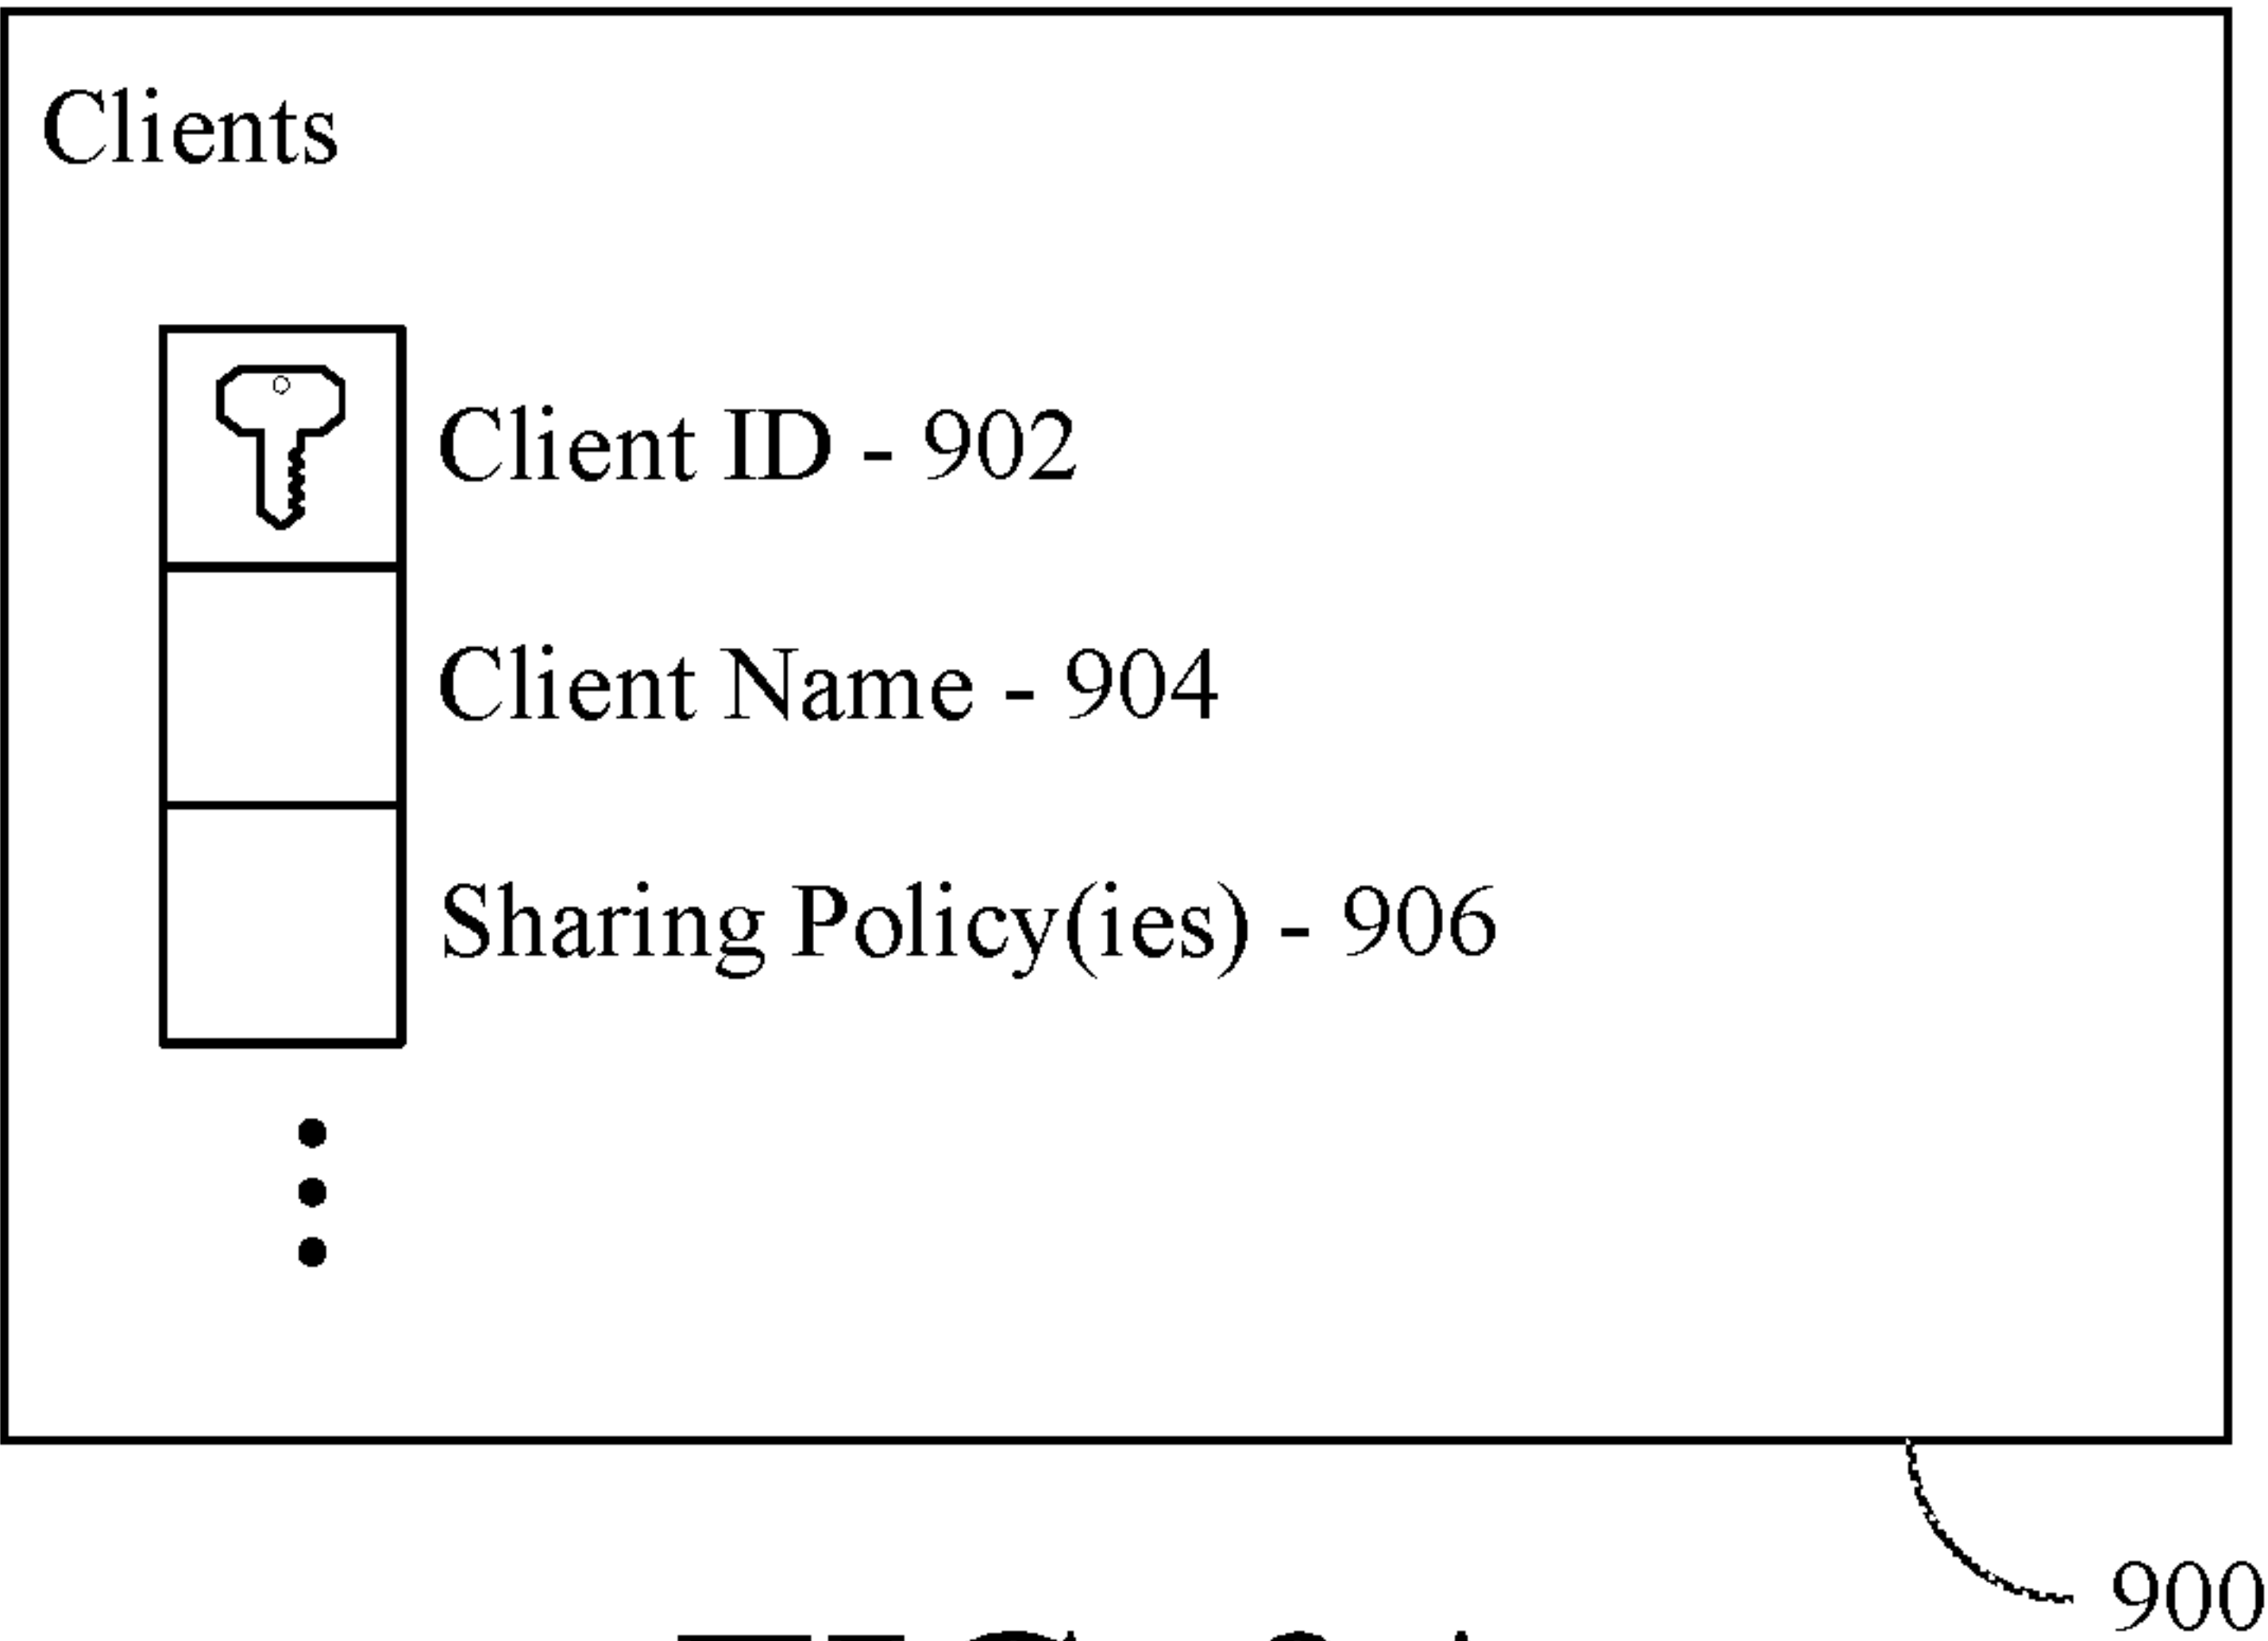 Clients
Client ID - 902
Client Name - 904
Sharing Policy(ies) - 906
900